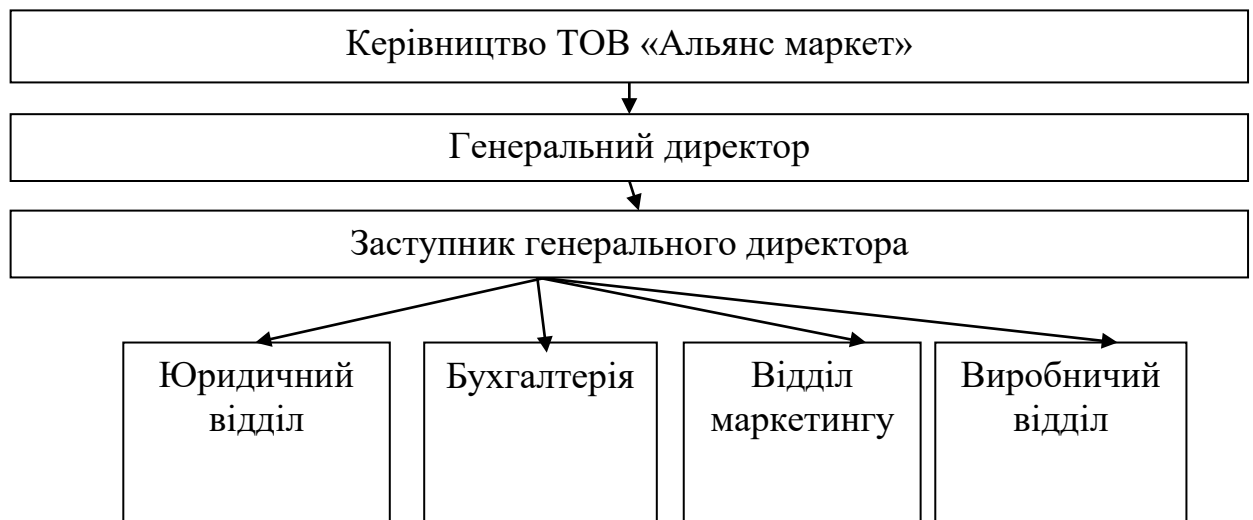 Керівництво ТОВ «Альянс маркет»
Генеральний директор
Заступник генерального директора
Юридичний
відділ
Бухгалтерія
Відділ
маркетингу
Виробничий
відділ